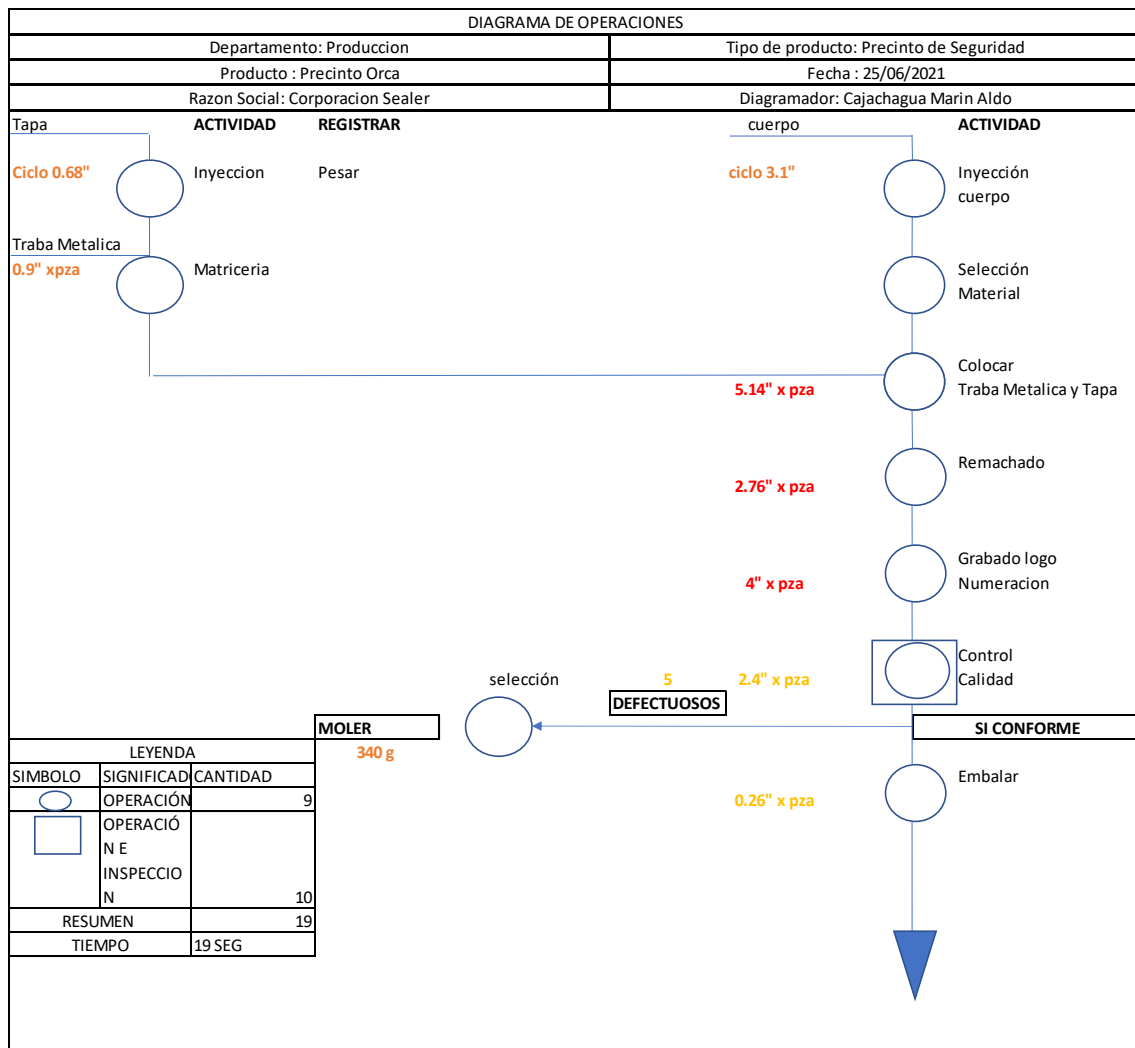 DIAGRAMA DE OPERACIONES
Departamento: Produccion
Tipo de producto: Precinto de Seguridad
Producto : Precinto Orca
Fecha : 25/06/2021
Razon Social: Corporacion Sealer
Diagramador: Cajachagua Marin Aldo
Tapa
ACTIVIDAD
REGISTRAR
cuerpo
ACTIVIDAD
Ciclo 0.68"
Inyeccion
Pesar
ciclo 3.1"
Inyección
cuerpo
Traba Metalica
0.9" xpza
Matriceria
Selección
Material
5.14" x pza
Colocar
Traba Metalica y Tapa
2.76" x pza
Remachado
4" x pza
Grabado logo
Numeracion
selección
5
2.4" x pza
Control
Calidad
DEFECTUOSOS
MOLER
SI CONFORME
340 g
LEYENDA
SIMBOLO
SIGNIFICAD
CANTIDAD
OPERACIÓN
9
OPERACIÓ
N E
INSPECCIO
N
10
RESUMEN
19
TIEMPO
19 SEG
0.26" x pza
Embalar